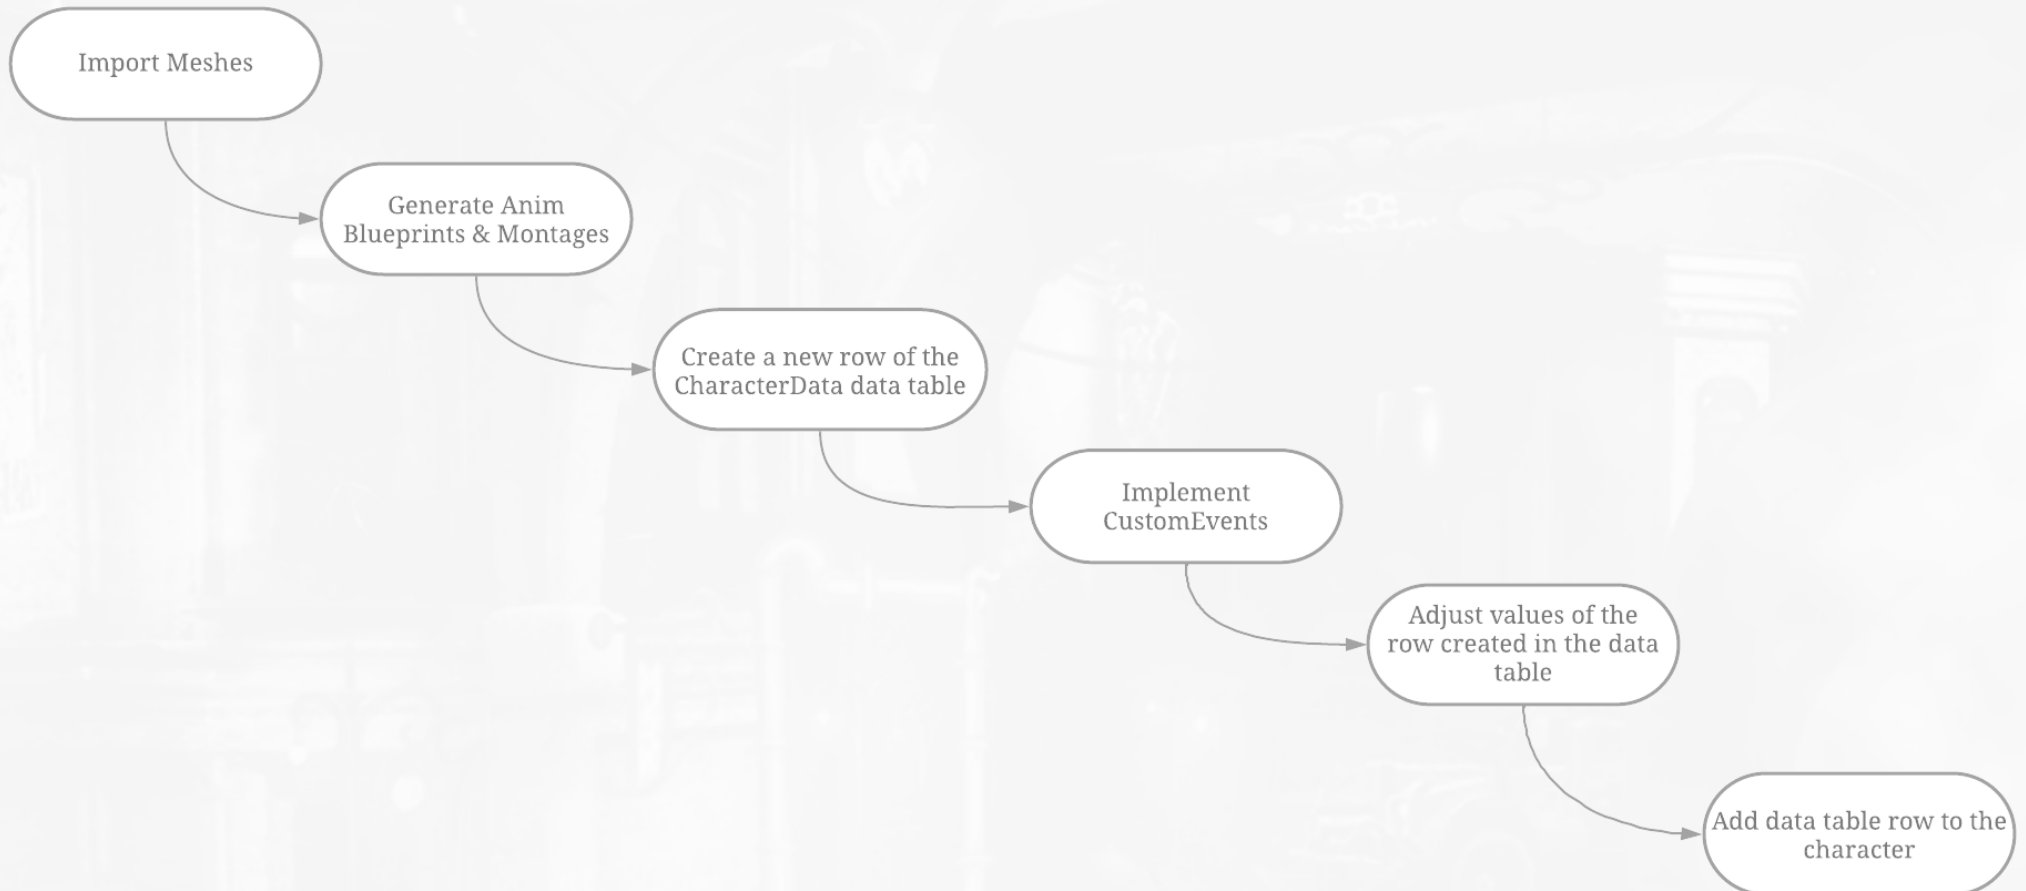 Import Meshes
Generate Anim
Blueprints & Montages
Create a new row of the
CharacterData data table
Implement
CustomEvents
Adjust values of the
row created in the data
table
Add data table row to the
character